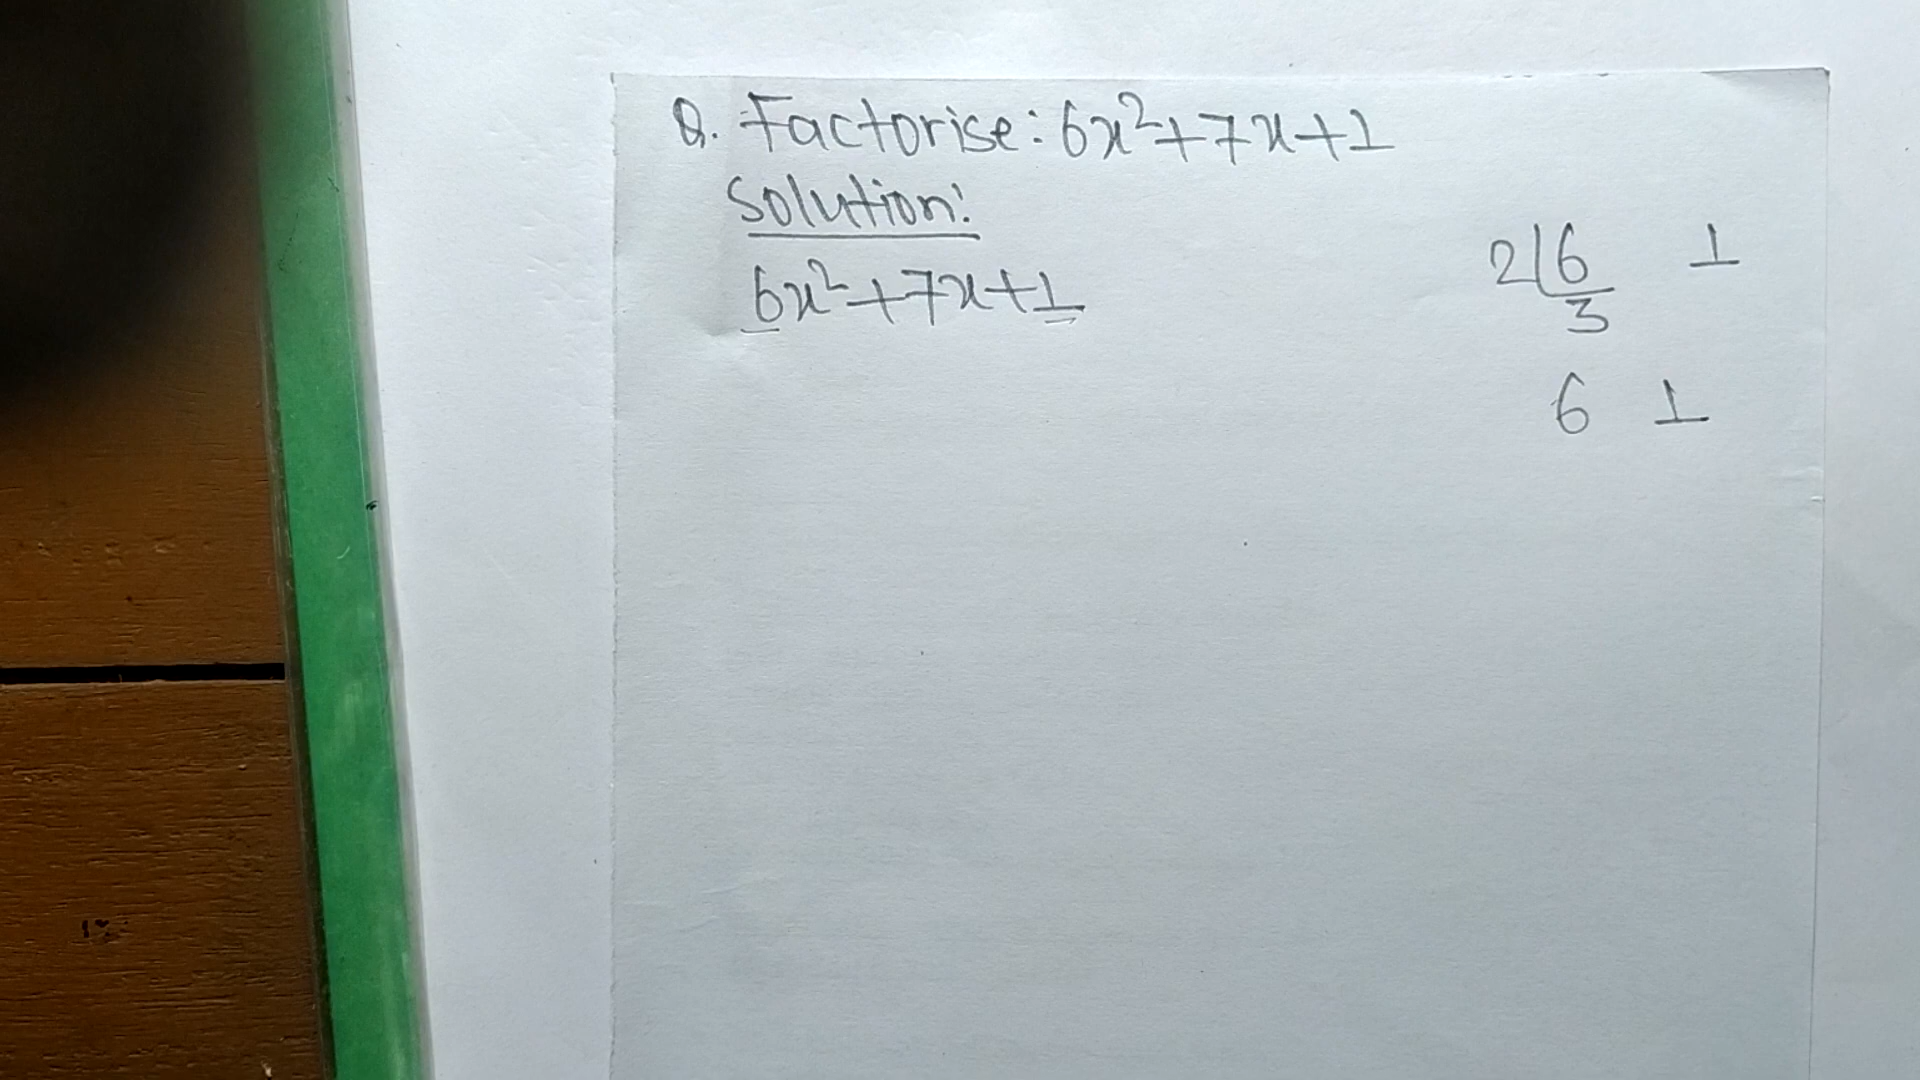 Q. Factorise: 6x²+7x+1
Solution:
6x²+7x+1
2|6 1
3
6 1